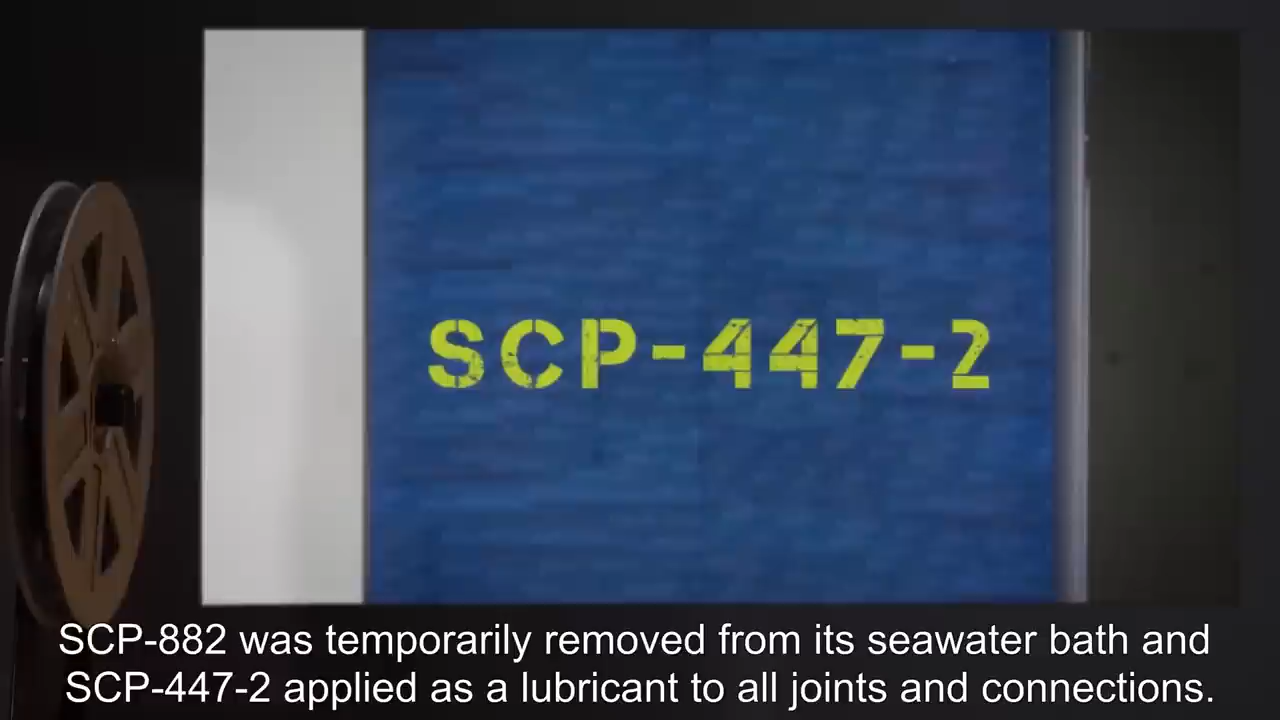 SCP-447-2
SCP-882 was temporarily removed from its seawater bath and
SCP-447-2 applied as a lubricant to all joints and connections.